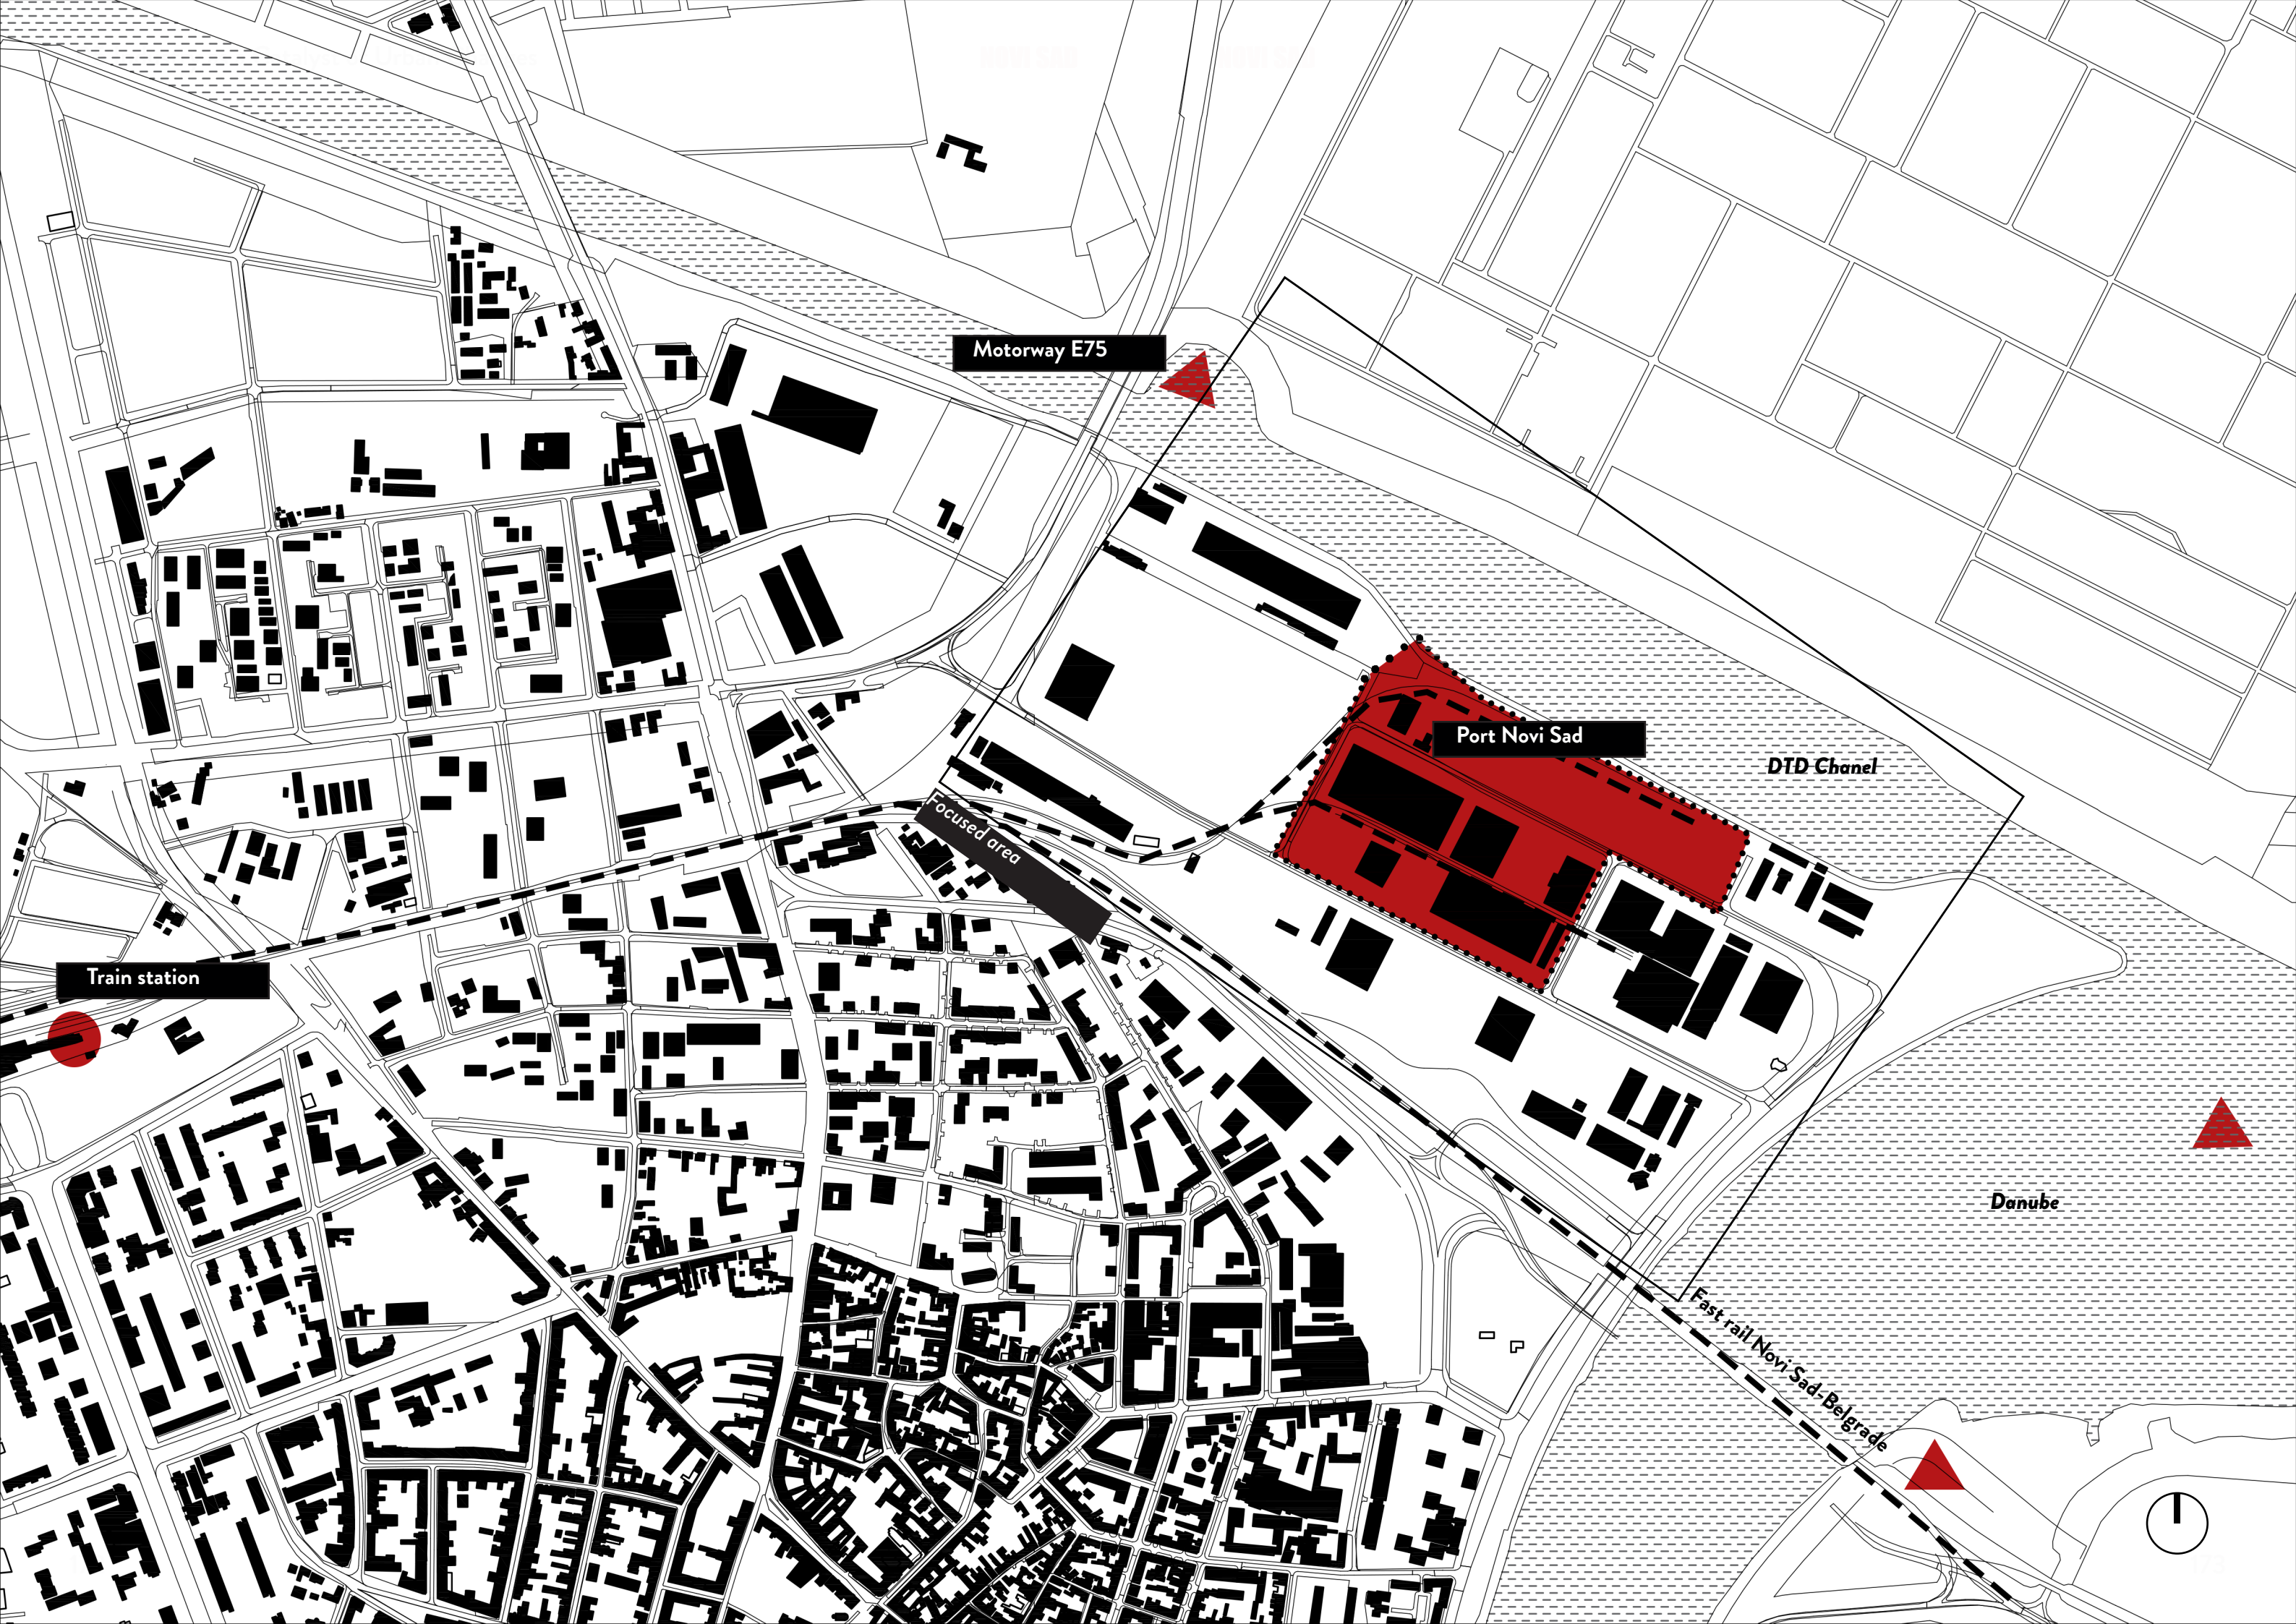 Motorway E75
Port Novi Sad
DTD Chanel
Focused area
Train station
Danube
Fast rail Novi Sad-Belgrade